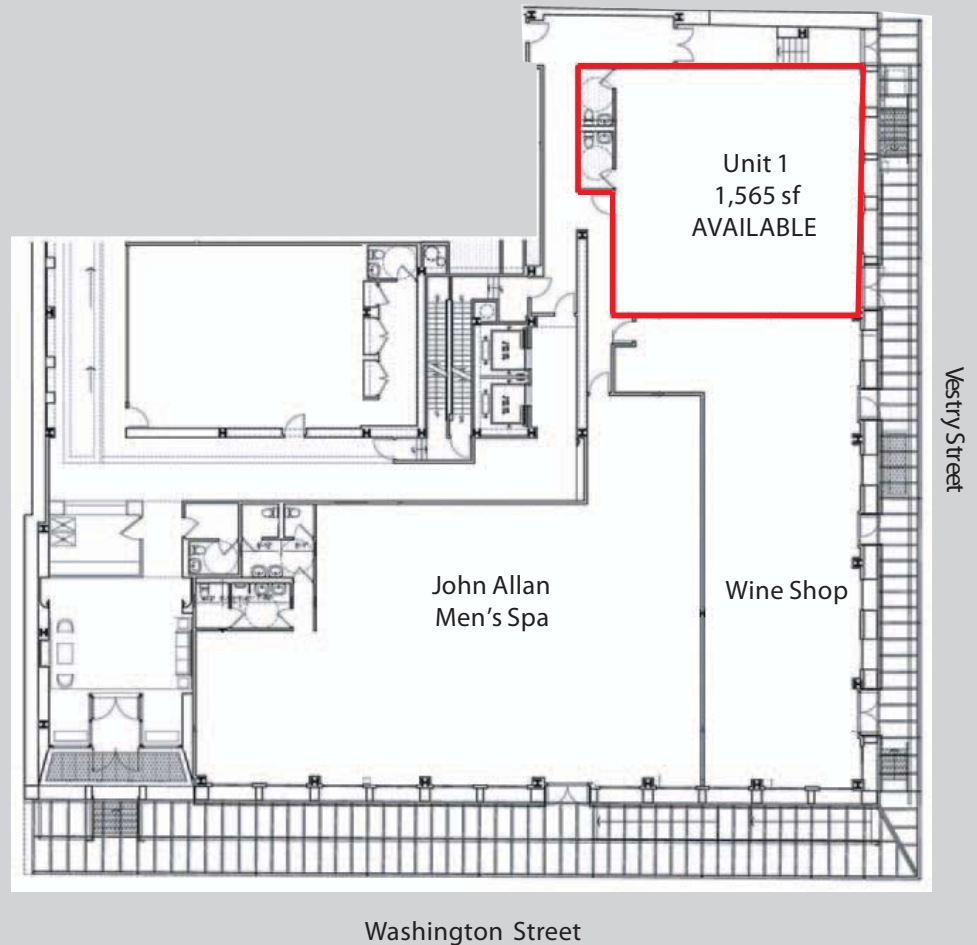 Unit 1
1,565 sf
AVAILABLE
Vestry Street
John Allan
Men's Spa
Wine Shop
Washington Street